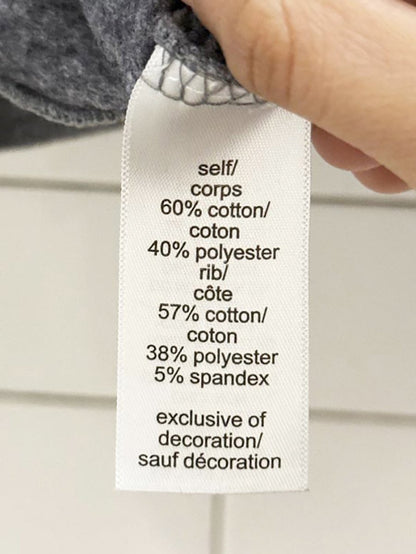 self/
corps
60% cotton/
coton
40% polyester
rib/
côte
57% cotton/
coton
38% polyester
5% spandex
exclusive of
decoration/
sauf décoration